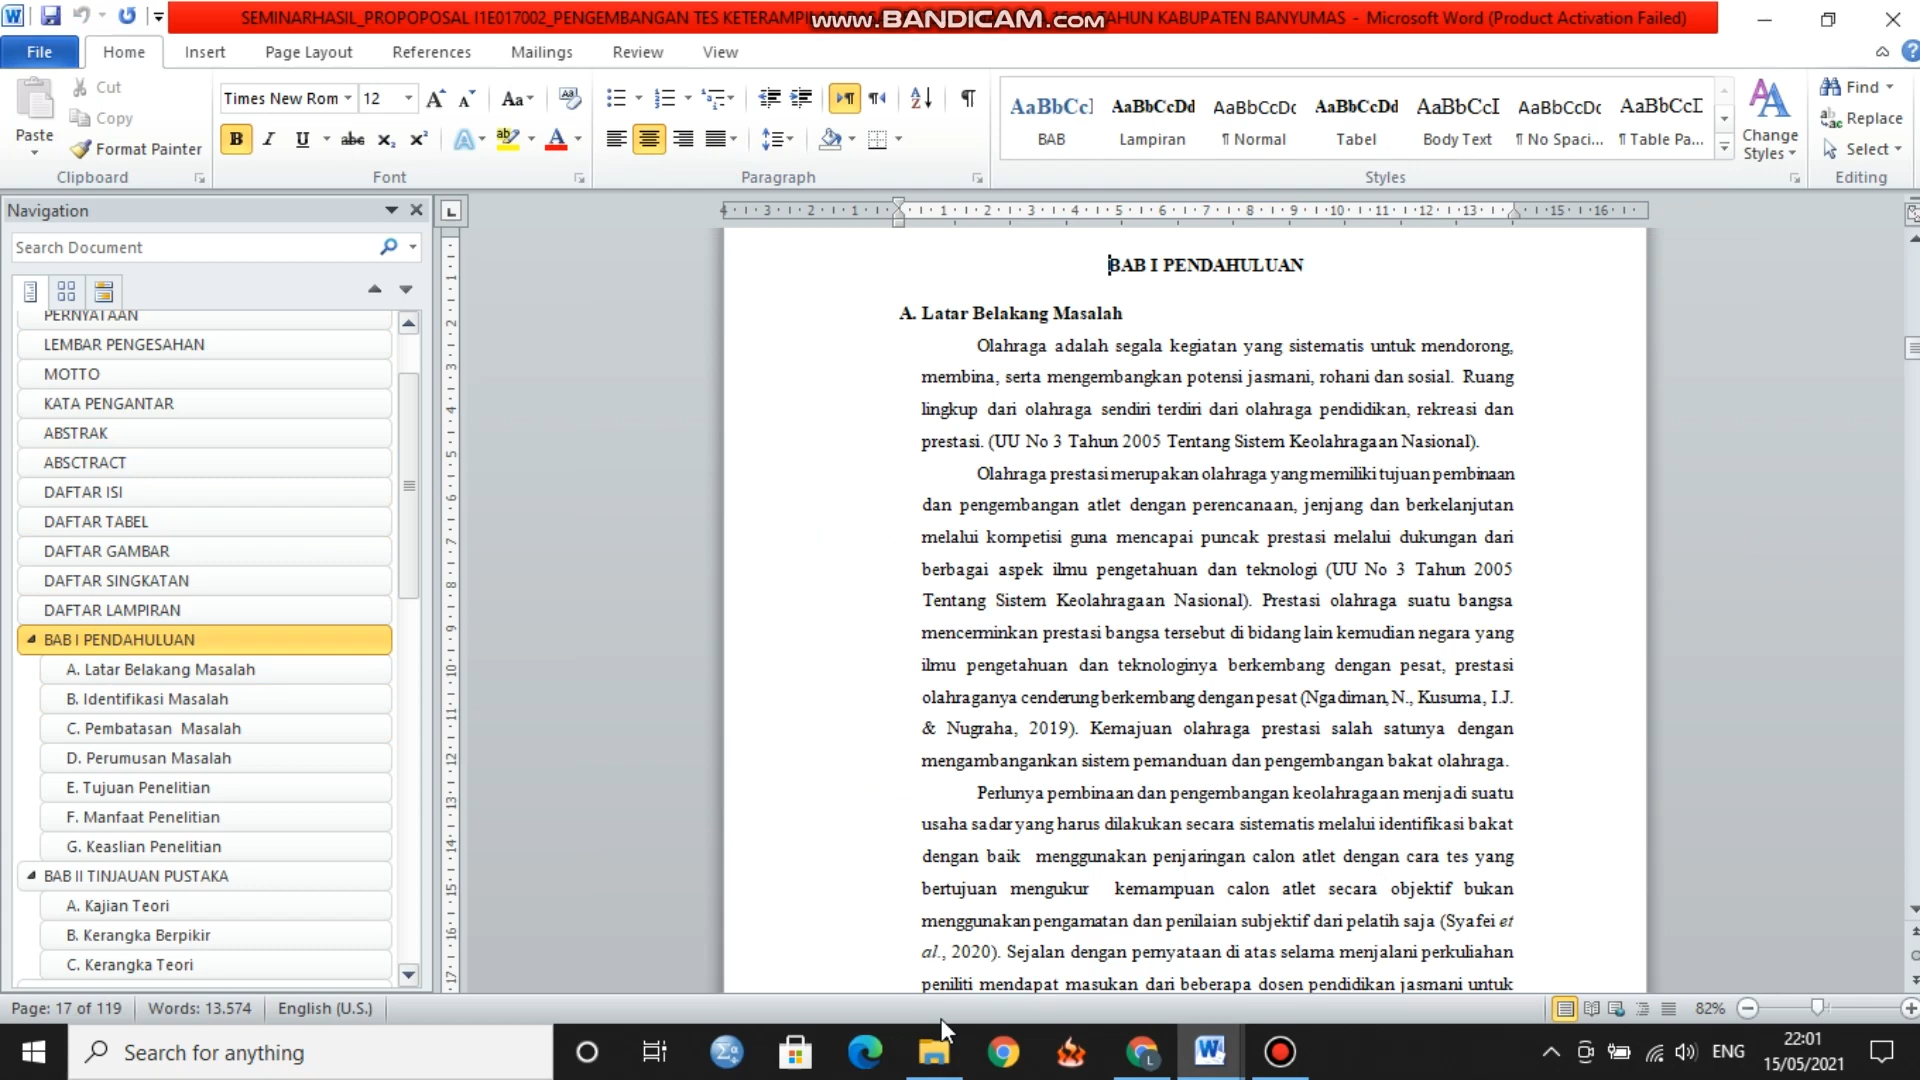 SEMINARHASIL_PROPOPOSAL I1E017002_PENGEMBANGAN TES KETERAMPILAN TAHUN KABUPATEN BANYUMAS - Microsoft Word (Product Activation Failed)
www.BANDICAM.com
File Home Insert Page Layout References Mailings Review View
Paste
Cut
Copy
Format Painter
Clipboard
Times New Rom 12
Font
Paragraph
AaBbCc] AaBbCcDd AaBbCcDc AaBbCcDd AaBbCcI AaBbCcDc AaBbCcD
BAB Lampiran ¶ Normal Tabel Body Text ¶ No Spaci... ¶ Table Pa...
Styles
Change Styles
Find
Replace
Select
Editing
Navigation
Search Document
PERNYATAAN
LEMBAR PENGESAHAN
MOTTO
KATA PENGANTAR
ABSTRAK
ABSCTRACT
DAFTAR ISI
DAFTAR TABEL
DAFTAR GAMBAR
DAFTAR SINGKATAN
DAFTAR LAMPIRAN
BAB I PENDAHULUAN
A. Latar Belakang Masalah
B. Identifikasi Masalah
C. Pembatasan  Masalah
D. Perumusan Masalah
E. Tujuan Penelitian
F. Manfaat Penelitian
G. Keaslian Penelitian
BAB II TINJAUAN PUSTAKA
A. Kajian Teori
B. Kerangka Berpikir
C. Kerangka Teori
BAB I PENDAHULUAN
A. Latar Belakang Masalah
Olahraga adalah segala kegiatan yang sistematis untuk mendorong,
membina, serta mengembangkan potensi jasmani, rohani dan sosial. Ruang
lingkup dari olahraga sendiri terdiri dari olahraga pendidikan, rekreasi dan
prestasi. (UU No 3 Tahun 2005 Tentang Sistem Keolahragaan Nasional).
Olahraga prestasi merupakan olahraga yang memiliki tujuan pembinaan
dan pengembangan atlet dengan perencanaan, jenjang dan berkelanjutan
melalui kompetisi guna mencapai puncak prestasi melalui dukungan dari
berbagai aspek ilmu pengetahuan dan teknologi (UU No 3 Tahun 2005
Tentang Sistem Keolahragaan Nasional). Prestasi olahraga suatu bangsa
mencerminkan prestasi bangsa tersebut di bidang lain kemudian negara yang
ilmu pengetahuan dan teknologinya berkembang dengan pesat, prestasi
olahraganya cenderung berkembang dengan pesat (Ngadiman, N., Kusuma, I.J.
& Nugraha, 2019). Kemajuan olahraga prestasi salah satunya dengan
mengambangankan sistem pemanduan dan pengembangan bakat olahraga.
Perlunya pembinaan dan pengembangan keolahragaan menjadi suatu
usaha sadar yang harus dilakukan secara sistematis melalui identifikasi bakat
dengan baik menggunakan penjaringan calon atlet dengan cara tes yang
bertujuan mengukur kemampuan calon atlet secara objektif bukan
menggunakan pengamatan dan penilaian subjektif dari pelatih saja (Syafei et
al., 2020). Sejalan dengan pernyataan di atas selama menjalani perkuliahan
peniliti mendapat masukan dari beberapa dosen pendidikan jasmani untuk
Page: 17 of 119 Words: 13.574 English (U.S.) 82%
Search for anything
ENG
22:01
15/05/2021